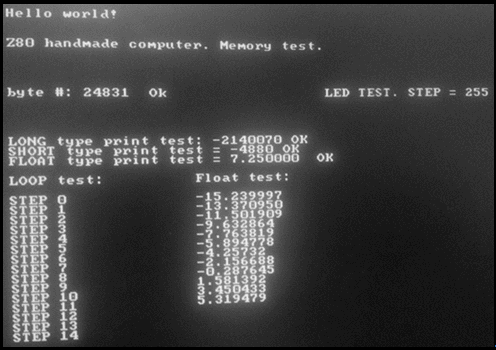 Hello world!
Z80 handmade computer. Memory test.
byte #: 24831 Ok
LED TEST. STEP = 255
LONG type print test: -2140070 OK
SHORT type print test = -4880 OK
FLOAT type print test = 7.250000 OK
LOOP test:
STEP 0
STEP 1
STEP 2
STEP 3
STEP 4
STEP 5
STEP 6
STEP 7
STEP 8
STEP 9
STEP 10
STEP 11
STEP 12
STEP 13
STEP 14
Float test:
-15.239997
-13.370950
-11.501909
-9.632864
-7.763819
-5.894778
-4.25732
-2.156688
-0.287645
1.581392
3.450433
5.319479